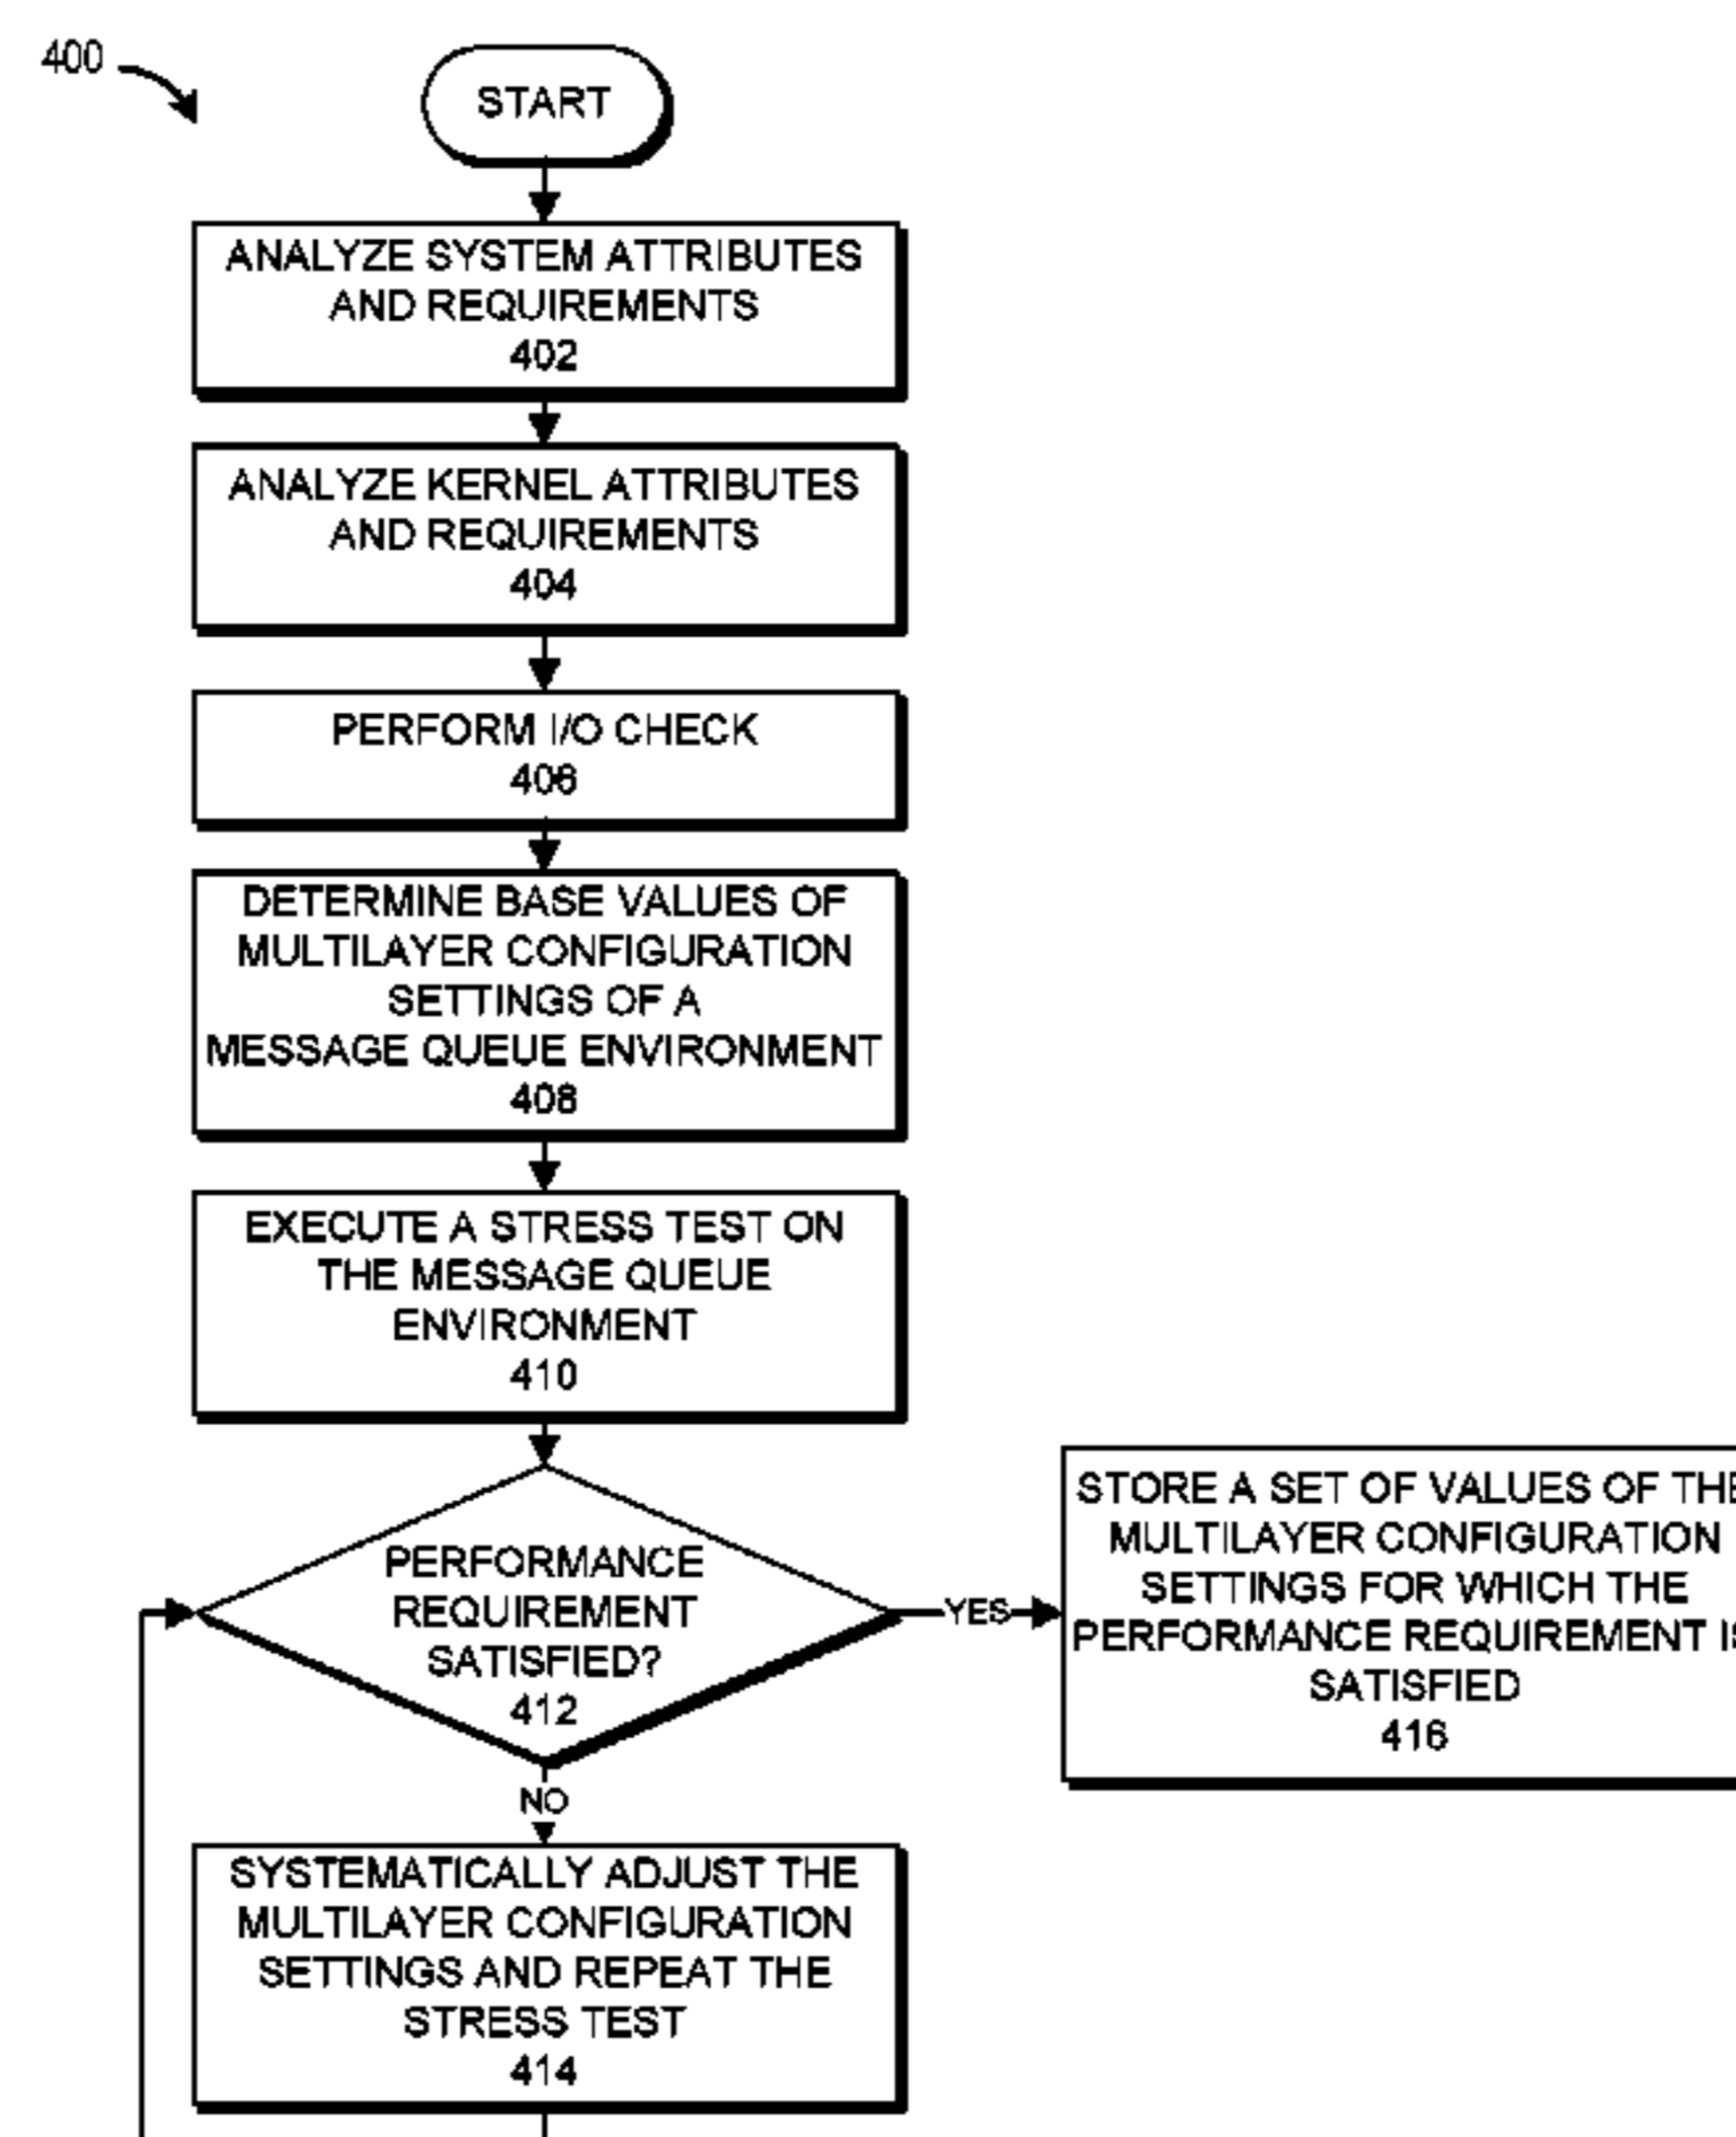 400
START
ANALYZE SYSTEM ATTRIBUTES
AND REQUIREMENTS
402
ANALYZE KERNEL ATTRIBUTES
AND REQUIREMENTS
404
PERFORM I/O CHECK
406
DETERMINE BASE VALUES OF
MULTILAYER CONFIGURATION
SETTINGS OF A
MESSAGE QUEUE ENVIRONMENT
408
EXECUTE A STRESS TEST ON
THE MESSAGE QUEUE
ENVIRONMENT
410
PERFORMANCE
REQUIREMENT
SATISFIED?
412
YES
STORE A SET OF VALUES OF THE
MULTILAYER CONFIGURATION
SETTINGS FOR WHICH THE
PERFORMANCE REQUIREMENT IS
SATISFIED
416
NO
SYSTEMATICALLY ADJUST THE
MULTILAYER CONFIGURATION
SETTINGS AND REPEAT THE
STRESS TEST
414